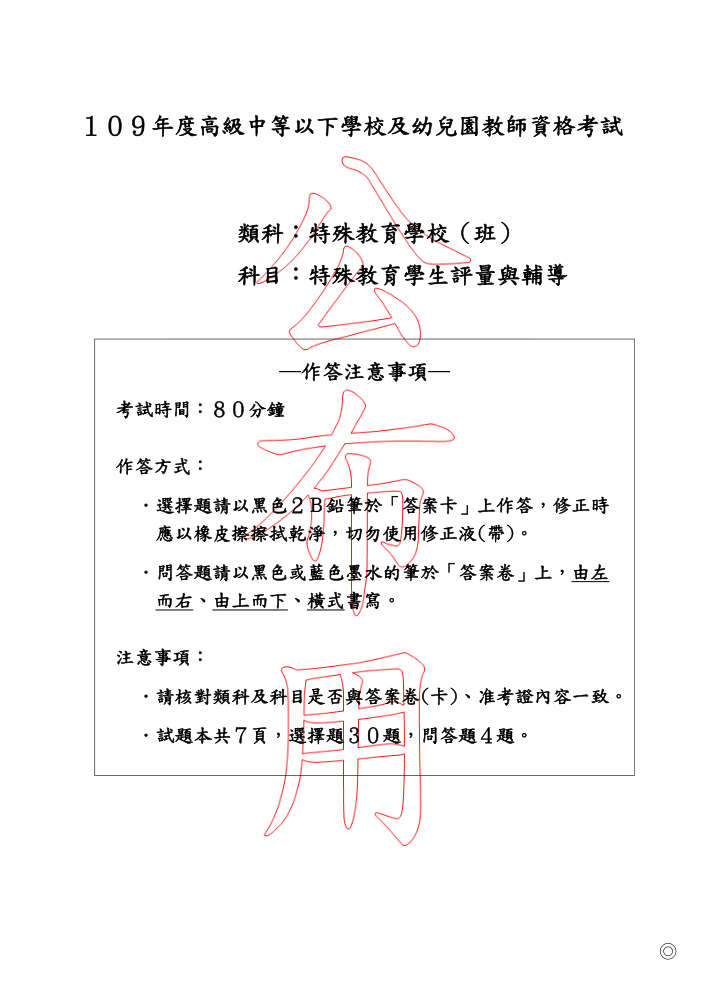 １０９年度高級中等以下學校及幼兒園教師資格考試
類科：特殊教育學校（班）
科目：特殊教育學生評量與輔導
—作答注意事項—
考試時間：８０分鐘
作答方式：
．選擇題請以黑色２Ｂ鉛筆於「答案卡」上作答，修正時
應以橡皮擦擦拭乾淨，切勿使用修正液(帶)。
．問答題請以黑色或藍色墨水的筆於「答案卷」上，由左
而右、由上而下、橫式書寫。
注意事項：
．請核對類科及科目是否與答案卷(卡)、准考證內容一致。
．試題本共７頁，選擇題３０題，問答題４題。
公布用
◎